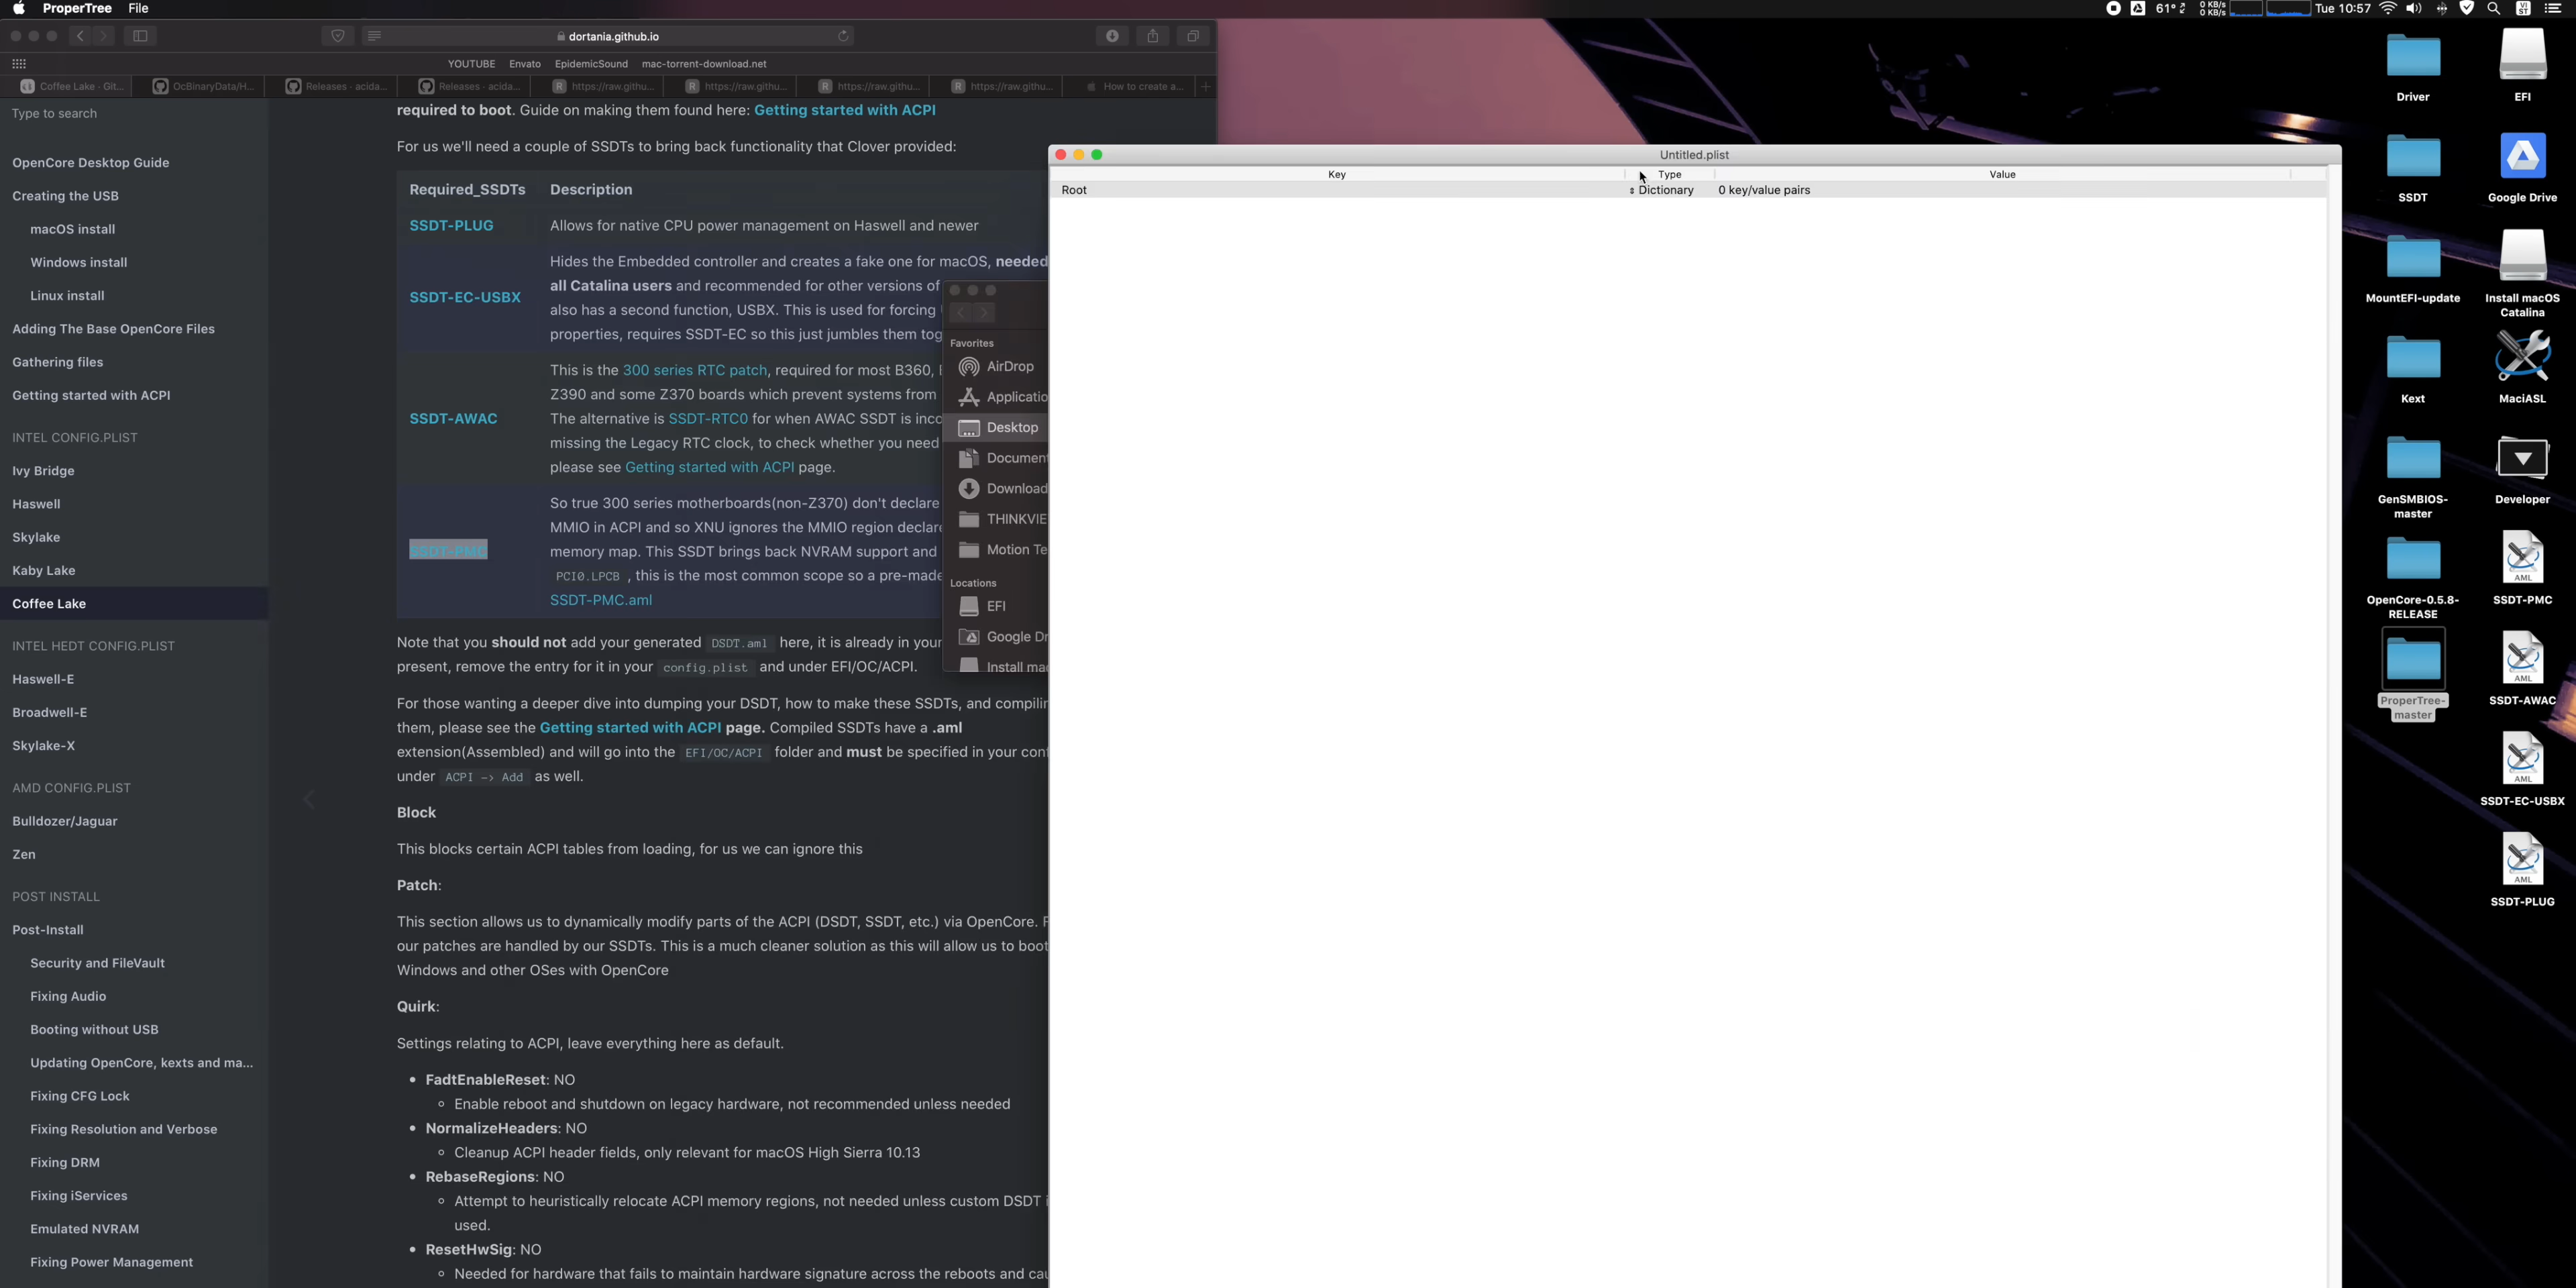 ProperTree File
61° 0 KB/s 0 KB/s Tue 10:57 VI ST
dortania.github.io
YOUTUBE Envato EpidemicSound mac-torrent-download.net
Coffee Lake - Git... OcBinaryData/H... Releases · acida... Releases · acida... https://raw.githu... https://raw.githu... https://raw.githu... https://raw.githu... How to create a...
Type to search
OpenCore Desktop Guide
Creating the USB
macOS install
Windows install
Linux install
Adding The Base OpenCore Files
Gathering files
Getting started with ACPI
INTEL CONFIG.PLIST
Ivy Bridge
Haswell
Skylake
Kaby Lake
Coffee Lake
INTEL HEDT CONFIG.PLIST
Haswell-E
Broadwell-E
Skylake-X
AMD CONFIG.PLIST
Bulldozer/Jaguar
Zen
POST INSTALL
Post-Install
Security and FileVault
Fixing Audio
Booting without USB
Updating OpenCore, kexts and ma...
Fixing CFG Lock
Fixing Resolution and Verbose
Fixing DRM
Fixing iServices
Emulated NVRAM
Fixing Power Management
required to boot. Guide on making them found here: Getting started with ACPI
For us we'll need a couple of SSDTs to bring back functionality that Clover provided:
Required_SSDTs Description
SSDT-PLUG Allows for native CPU power management on Haswell and newer
SSDT-EC-USBX
Hides the Embedded controller and creates a fake one for macOS, needed
all Catalina users and recommended for other versions of
also has a second function, USBX. This is used for forcing
properties, requires SSDT-EC so this just jumbles them tog
SSDT-AWAC
This is the 300 series RTC patch, required for most B360,
Z390 and some Z370 boards which prevent systems from
The alternative is SSDT-RTC0 for when AWAC SSDT is inco
missing the Legacy RTC clock, to check whether you need
please see Getting started with ACPI page.
SSDT-PMC
So true 300 series motherboards(non-Z370) don't declare
MMIO in ACPI and so XNU ignores the MMIO region declare
memory map. This SSDT brings back NVRAM support and
PCI0.LPCB , this is the most common scope so a pre-made
SSDT-PMC.aml
Note that you should not add your generated DSDT.aml here, it is already in your
present, remove the entry for it in your config.plist and under EFI/OC/ACPI.
For those wanting a deeper dive into dumping your DSDT, how to make these SSDTs, and compilin
them, please see the Getting started with ACPI page. Compiled SSDTs have a .aml
extension(Assembled) and will go into the EFI/OC/ACPI folder and must be specified in your conf
under ACPI -> Add as well.
Block
This blocks certain ACPI tables from loading, for us we can ignore this
Patch:
This section allows us to dynamically modify parts of the ACPI (DSDT, SSDT, etc.) via OpenCore. F
our patches are handled by our SSDTs. This is a much cleaner solution as this will allow us to boot
Windows and other OSes with OpenCore
Quirk:
Settings relating to ACPI, leave everything here as default.
• FadtEnableReset: NO
Enable reboot and shutdown on legacy hardware, not recommended unless needed
• NormalizeHeaders: NO
Cleanup ACPI header fields, only relevant for macOS High Sierra 10.13
• RebaseRegions: NO
Attempt to heuristically relocate ACPI memory regions, not needed unless custom DSDT i
used.
• ResetHwSig: NO
Needed for hardware that fails to maintain hardware signature across the reboots and cau
Favorites
AirDrop
Applicatio
Desktop
Document
Download
THINKVIE
Motion Te
Locations
EFI
Google Dr
Install mac
Untitled.plist
Key Type Value
Root Dictionary 0 key/value pairs
Driver
EFI
SSDT
Google Drive
MountEFI-update
Install macOS
Catalina
Kext
MaciASL
GenSMBIOS-
master
Developer
OpenCore-0.5.8-
RELEASE
AML
SSDT-PMC
ProperTree-
master
AML
SSDT-AWAC
AML
SSDT-EC-USBX
AML
SSDT-PLUG